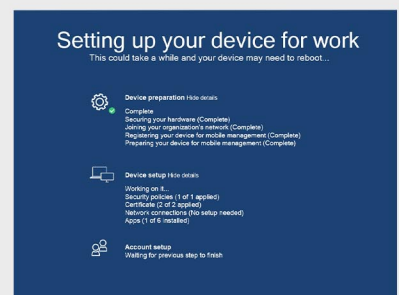 Setting up your device for work
This could take a while and your device may need to reboot...
Device preparation Hide details
Complete
Securing your hardware (Complete)
Joining your organization's network (Complete)
Registering your device for mobile management (Complete)
Preparing your device for mobile management (Complete)
Device setup Hide details
Working on it...
Security policies (1 of 1 applied)
Certificate (2 of 2 applied)
Network connections (No setup needed)
Apps (1 of 6 installed)
Account setup
Waiting for previous step to finish